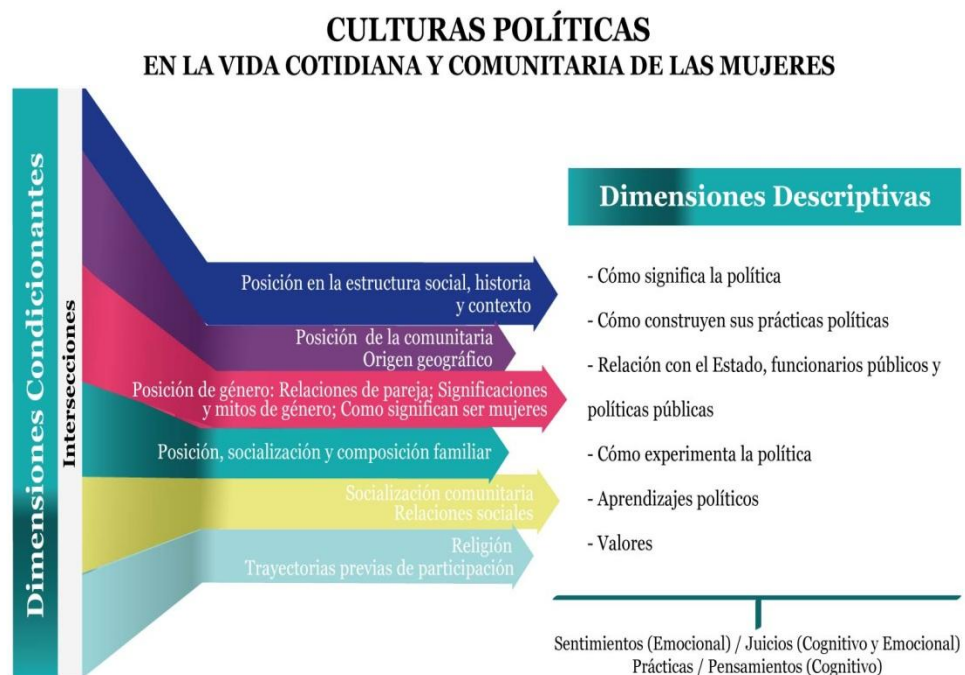 CULTURAS POLÍTICAS
EN LA VIDA COTIDIANA Y COMUNITARIA DE LAS MUJERES
Dimensiones Condicionantes
Intersecciones
Posición en la estructura social, historia
y contexto
Posición de la comunitaria
Origen geográfico
Posición de género: Relaciones de pareja; Significaciones
y mitos de género; Como significan ser mujeres
Posición, socialización y composición familiar
Socialización comunitaria
Relaciones sociales
Religión
Trayectorias previas de participación
Dimensiones Descriptivas
- Cómo significa la política
- Cómo construyen sus prácticas políticas
- Relación con el Estado, funcionarios públicos y
políticas públicas
- Cómo experimenta la política
- Aprendizajes políticos
- Valores
Sentimientos (Emocional) / Juicios (Cognitivo y Emocional)
Prácticas / Pensamientos (Cognitivo)